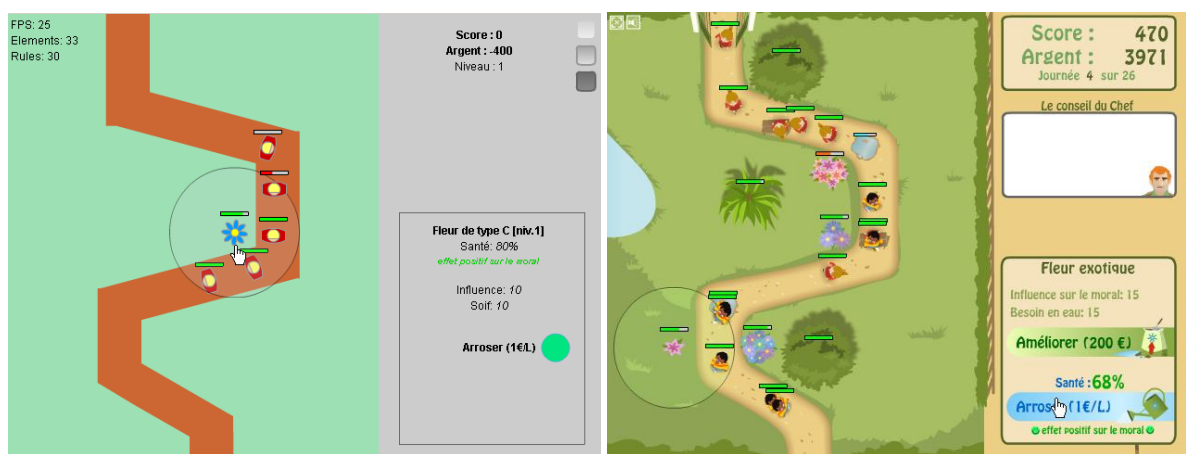 FPS: 25
Elements: 33
Rules: 30
Score : 0
Argent : -400
Niveau : 1
Fleur de type C [niv.1]
Santé: 80%
effet positif sur le moral
Influence: 10
Soif: 10
Arroser (1€/L)
Score : 470
Argent : 3971
Journée 4 sur 26
Le conseil du Chef
Fleur exotique
Influence sur le moral: 15
Besoin en eau: 15
Améliorer (200 €)
Santé : 68%
Arroser (1€/L)
effet positif sur le moral